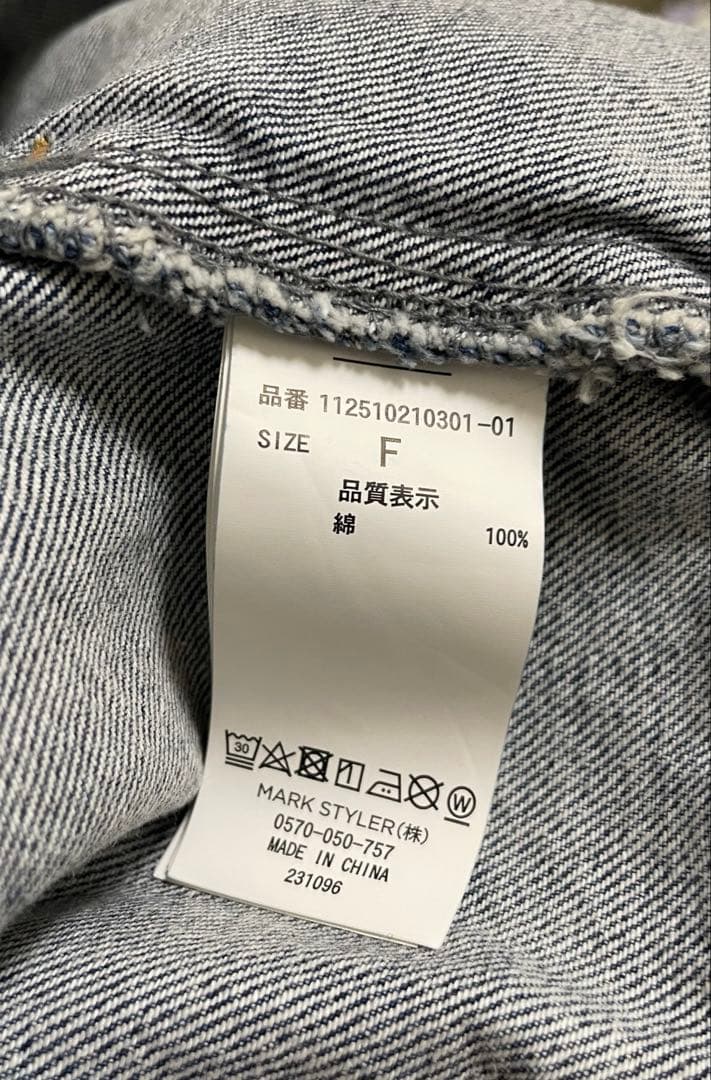 品番 112510210301-01
SIZE F
品質表示
綿 100%
30
W
MARK STYLER(株)
0570-050-757
MADE IN CHINA
231096